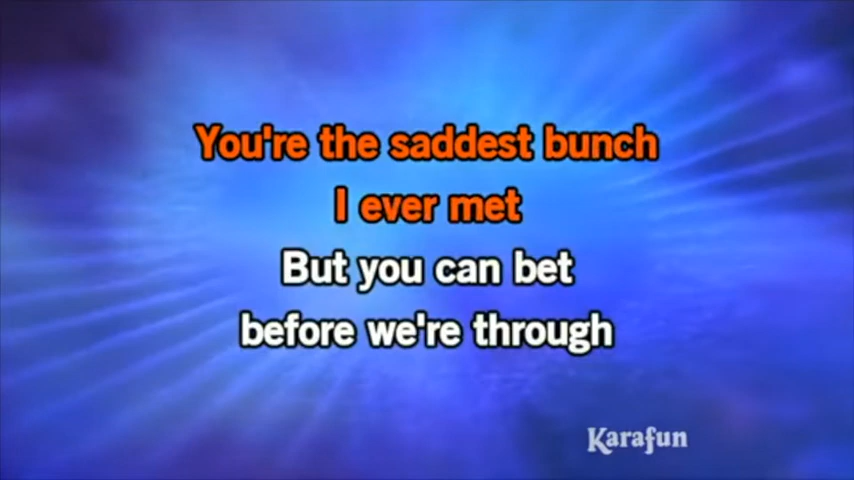 You're the saddest bunch
I ever met
But you can bet
before we're through
Karafun